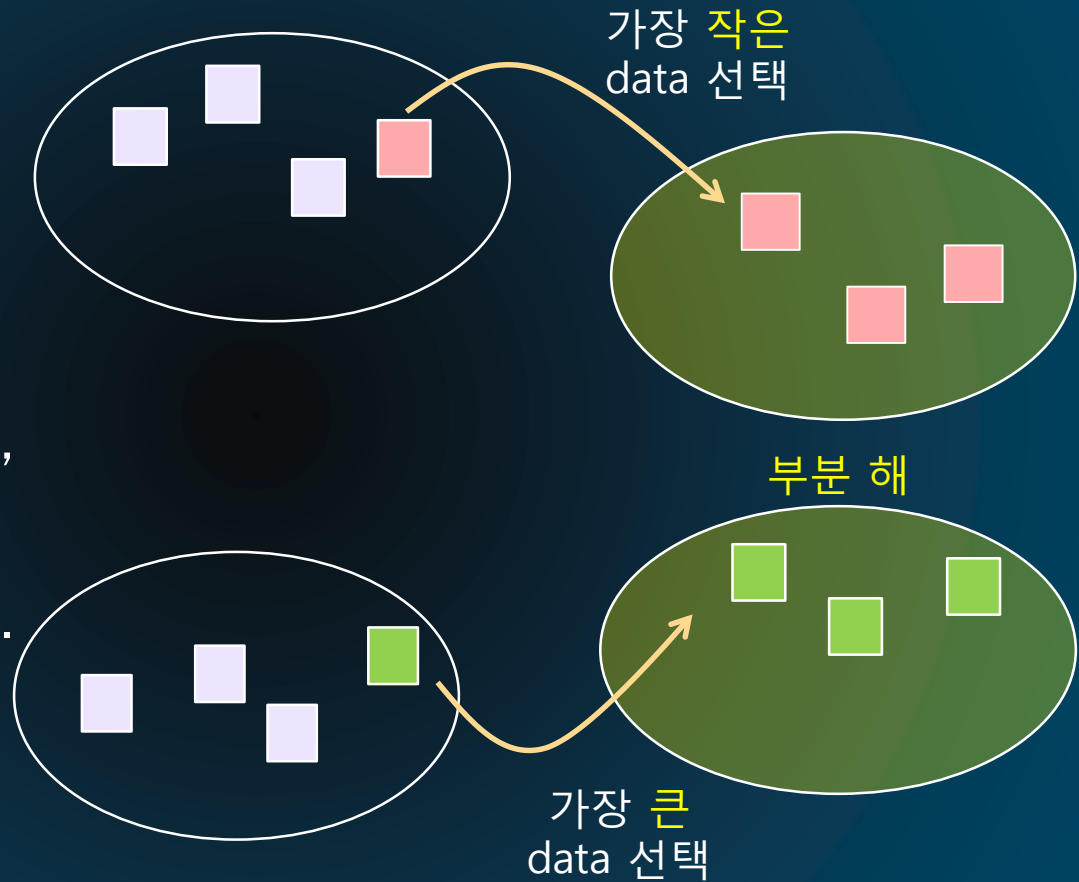 가장 작은
data 선택
,
부분 해
.
가장 큰
data 선택